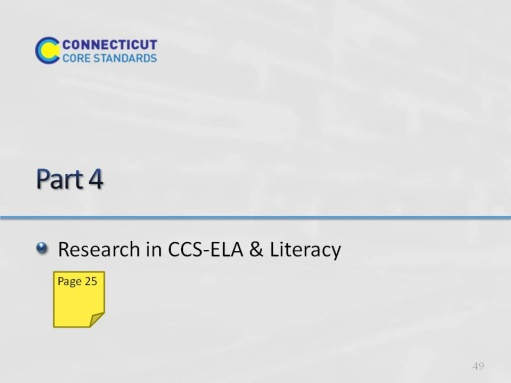 CONNECTICUT
CORE STANDARDS
Part 4
Research in CCS-ELA & Literacy
Page 25
49